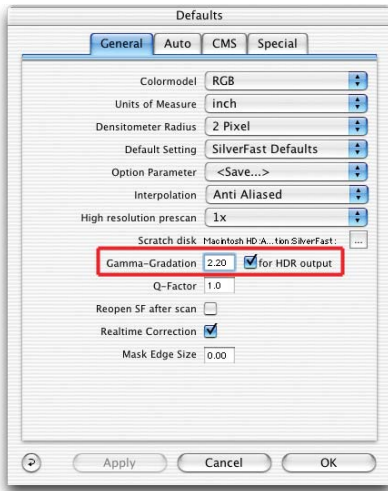 Defaults
General Auto CMS Special
Colormodel RGB
Units of Measure inch
Densitometer Radius 2 Pixel
Default Setting SilverFast Defaults
Option Parameter <Save...>
Interpolation Anti Aliased
High resolution prescan 1x
Scratch disk Macintosh HD:A...tion:SilverFast: ...
Gamma-Gradation 2.20 for HDR output
Q-Factor 1.0
Reopen SF after scan
Realtime Correction
Mask Edge Size 0.00
Apply Cancel OK